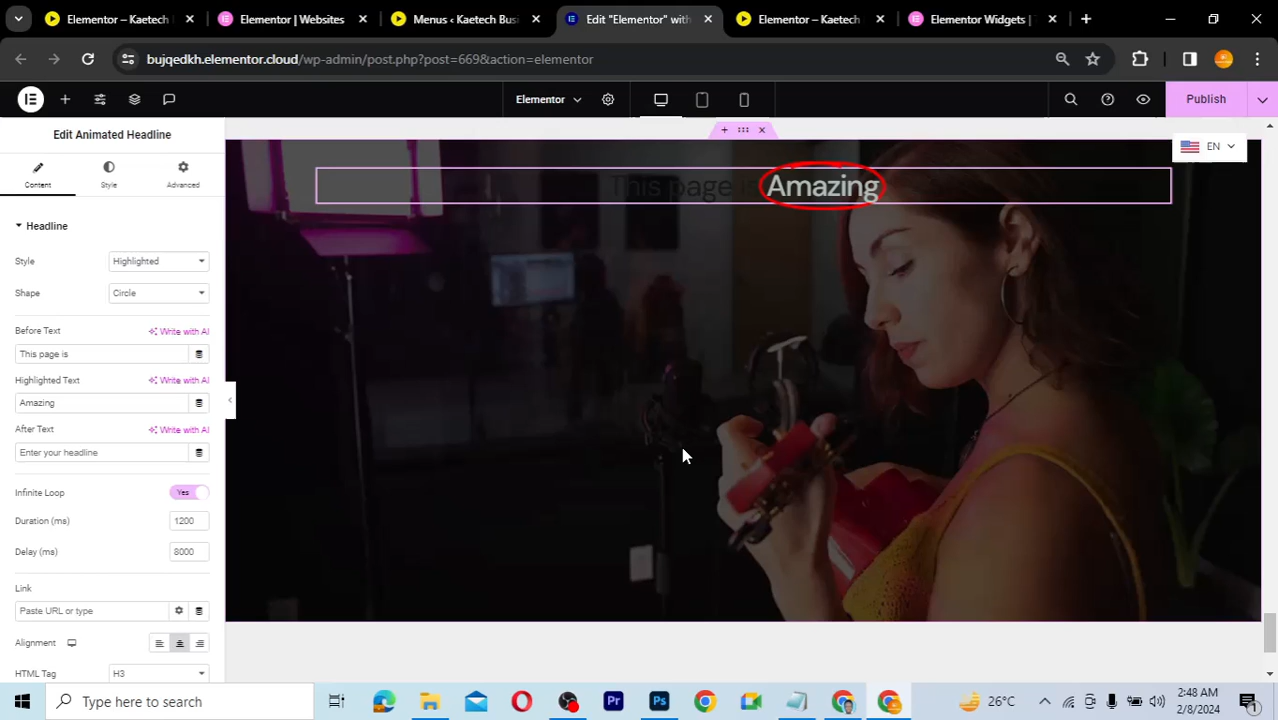 Elementor – Kaetech
Elementor | Websites
Menus ‹ Kaetech Busi
Edit "Elementor" with
Elementor – Kaetech
Elementor Widgets |
bujqedkh.elementor.cloud/wp-admin/post.php?post=669&action=elementor
Elementor
Publish
Edit Animated Headline
EN
Content
Style
Advanced
This page is Amazing
Headline
Style
Highlighted
Shape
Circle
Before Text
Write with AI
This page is
Highlighted Text
Write with AI
Amazing
After Text
Write with AI
Enter your headline
Infinite Loop
Yes
Duration (ms)
1200
Delay (ms)
8000
Link
Paste URL or type
Alignment
HTML Tag
H3
Type here to search
Pr
Ps
26°C
2:48 AM
2/8/2024
1